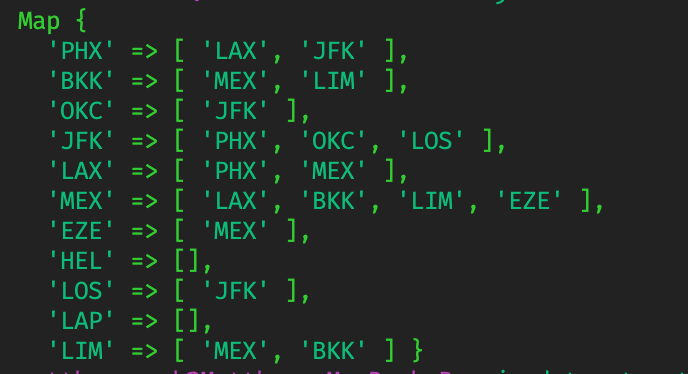 Map {
'PHX' => [ 'LAX', 'JFK' ],
'BKK' => [ 'MEX', 'LIM' ],
'OKC' => [ 'JFK' ],
'JFK' => [ 'PHX', 'OKC', 'LOS' ],
'LAX' => [ 'PHX', 'MEX' ],
'MEX' => [ 'LAX', 'BKK', 'LIM', 'EZE' ],
'EZE' => [ 'MEX' ],
'HEL' => [],
'LOS' => [ 'JFK' ],
'LAP' => [],
'LIM' => [ 'MEX', 'BKK' ] }